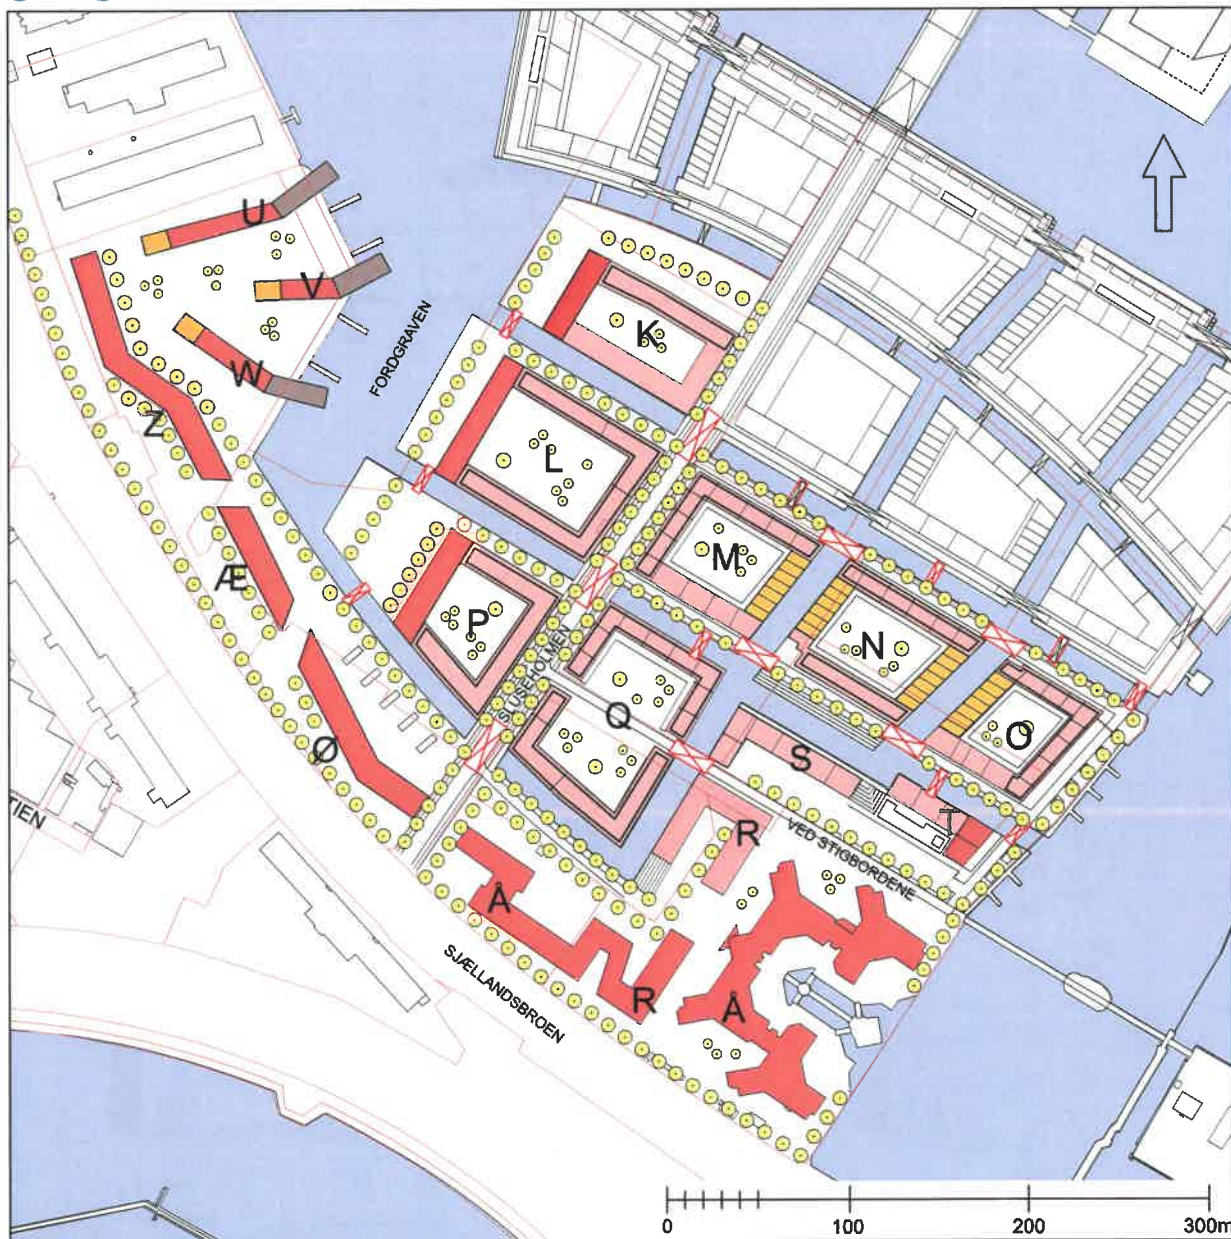 U
V
FORDGRAVEN
K
W
Z
L
M
Æ
P
N
SLUSEHOLMEN
Q
O
Ø
S
T
TIEN
R
VED STIGBORDENE
Å
SJÆLLANDSBROEN
R
Å
0 100 200 300m